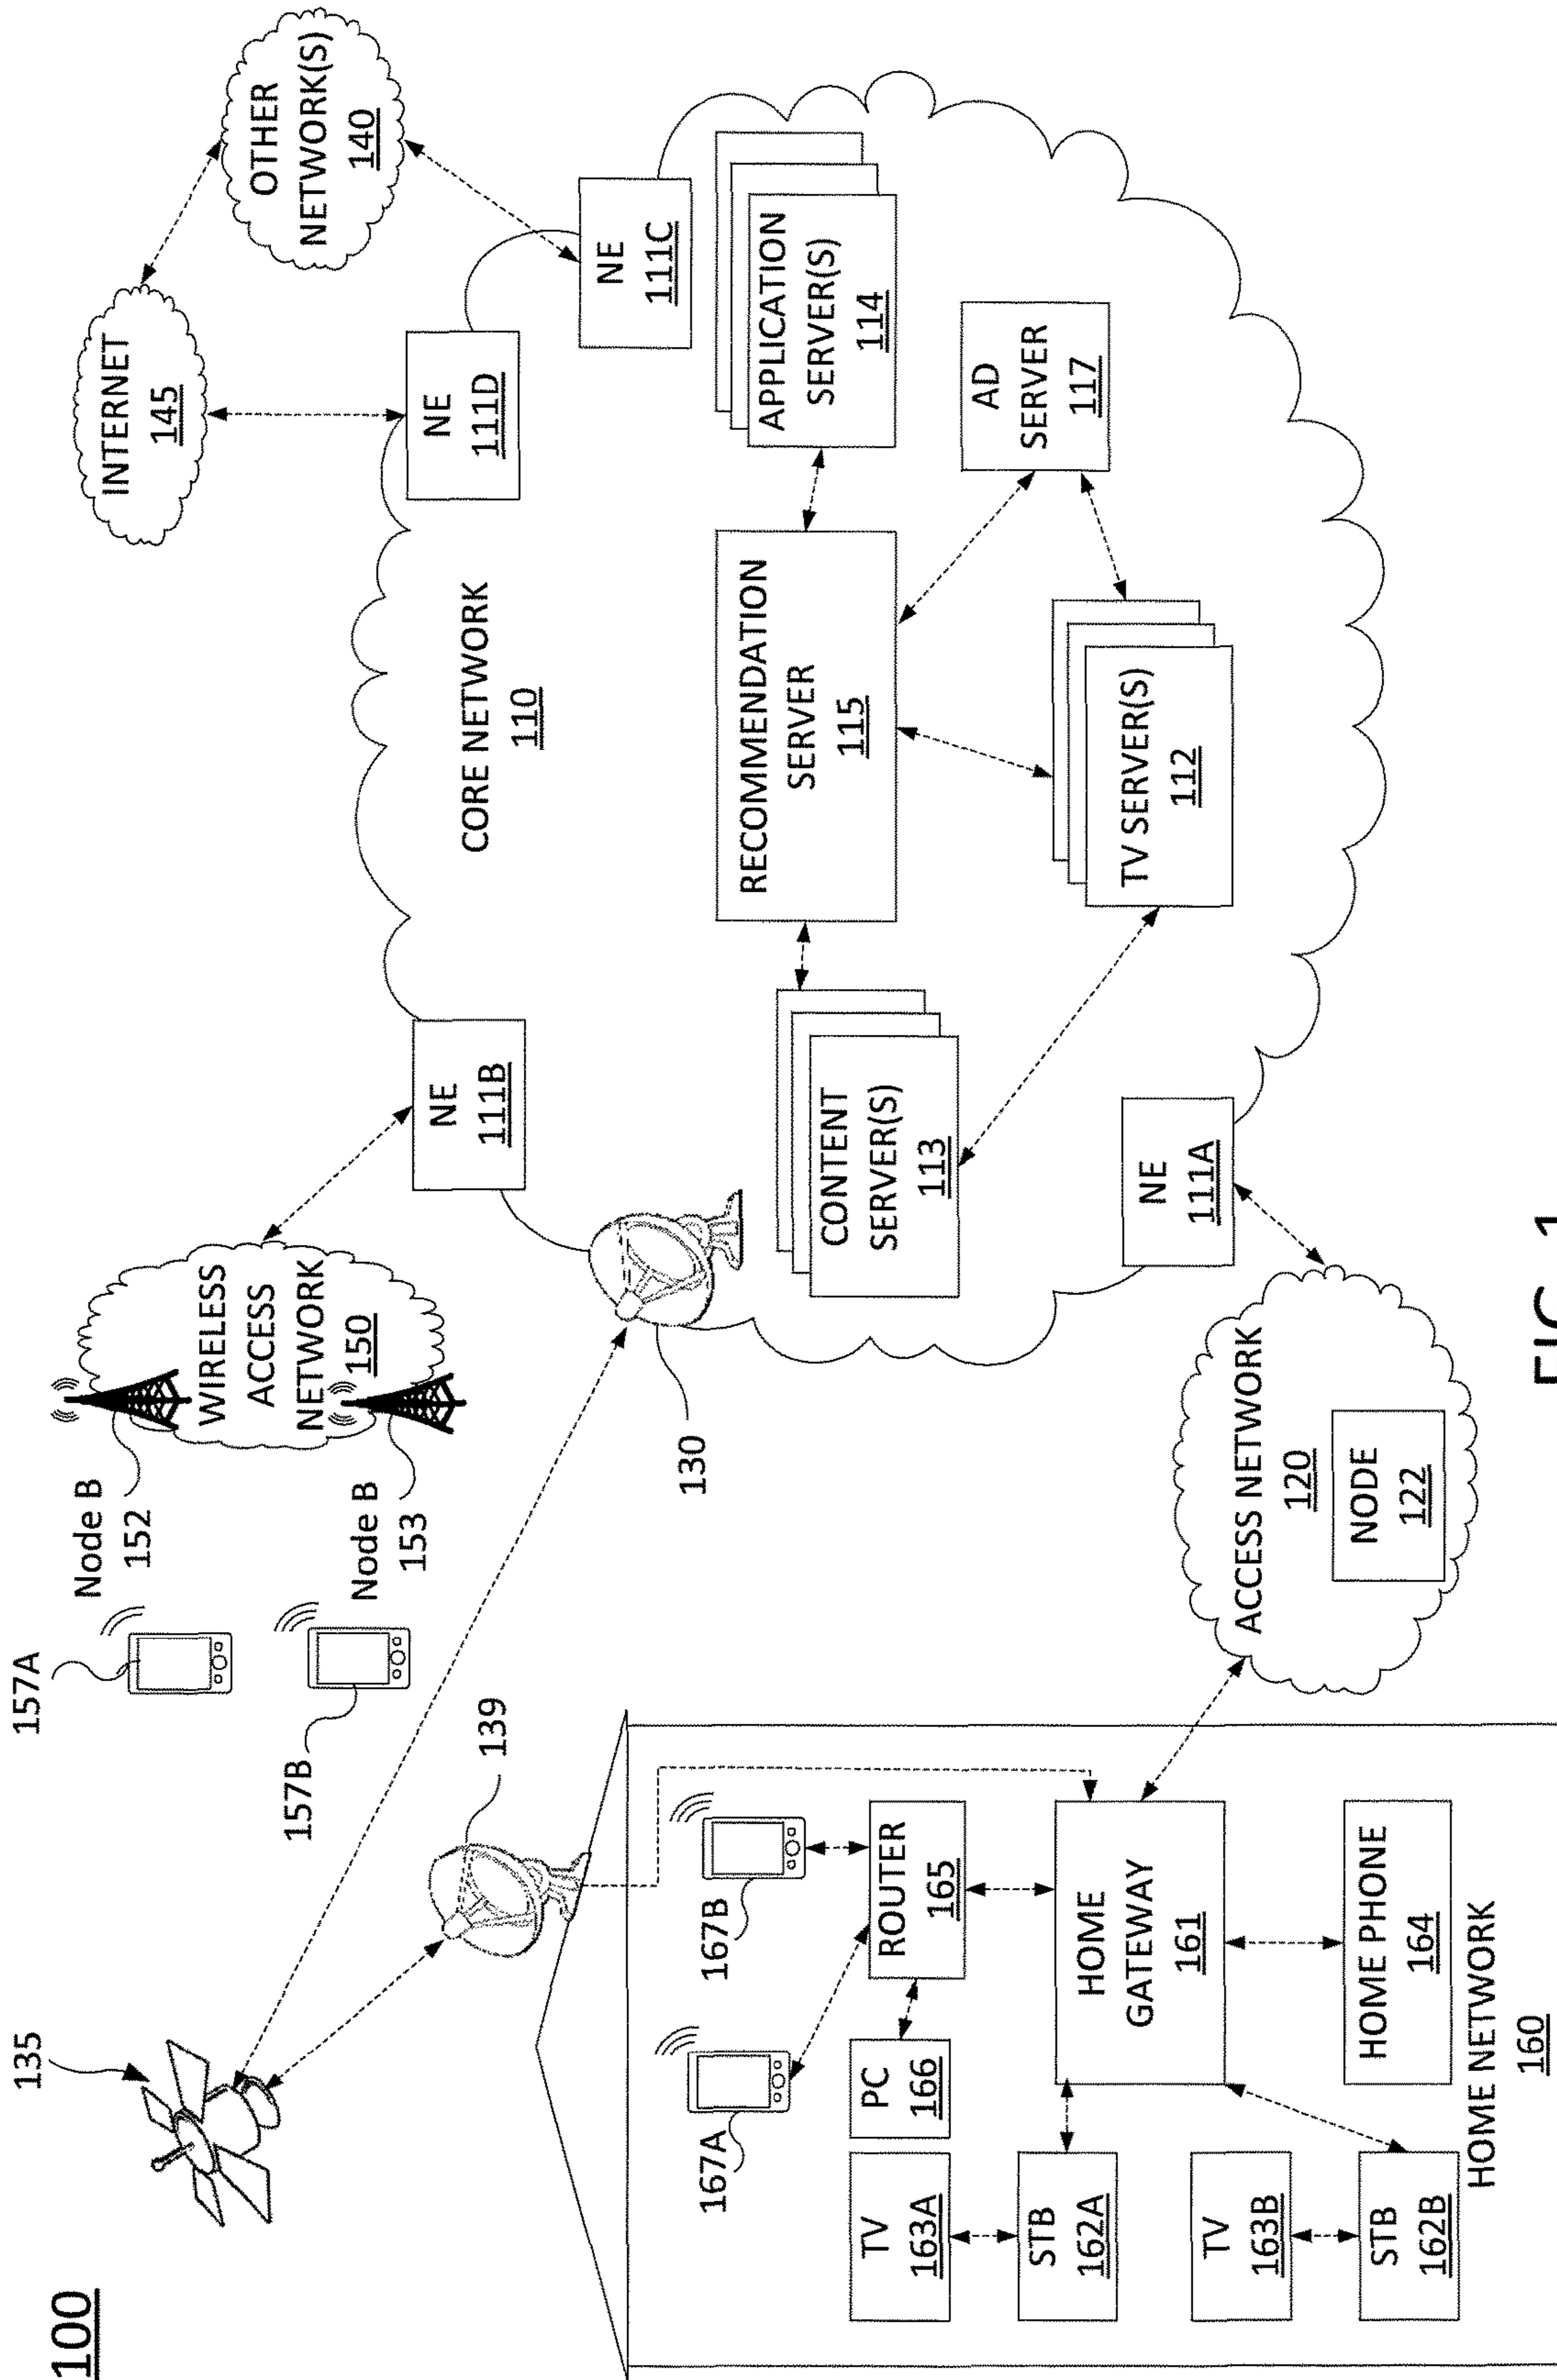 100
135
157A
157B
139
Node B
152
Node B
153
WIRELESS
ACCESS
NETWORK
150
INTERNET
145
OTHER
NETWORK(S)
140
NE
111B
NE
111D
NE
111C
CORE NETWORK
110
130
CONTENT
SERVER(S)
113
RECOMMENDATION
SERVER
115
APPLICATION
SERVER(S)
114
AD
SERVER
117
TV SERVER(S)
112
NE
111A
ACCESS NETWORK
120
NODE
122
167A
167B
TV
163A
PC
166
ROUTER
165
STB
162A
HOME
GATEWAY
161
TV
163B
STB
162B
HOME PHONE
164
HOME NETWORK
160
FIG. 1